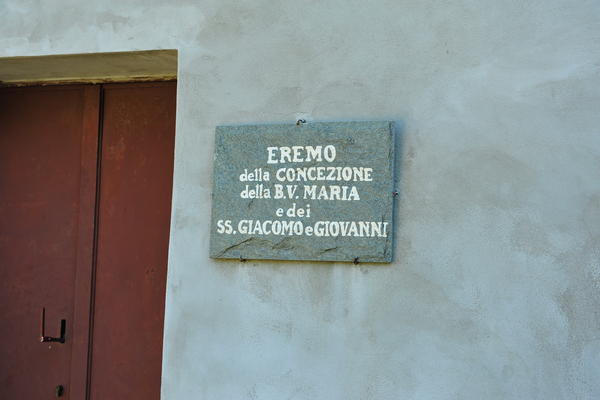 EREMO
della CONCEZIONE
della B.V. MARIA
e dei
SS. GIACOMO e GIOVANNI